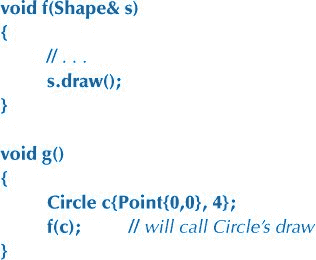 void f(Shape& s)
{
// . . .
s.draw();
}
void g()
{
Circle c{Point{0,0}, 4};
f(c); // will call Circle’s draw
}